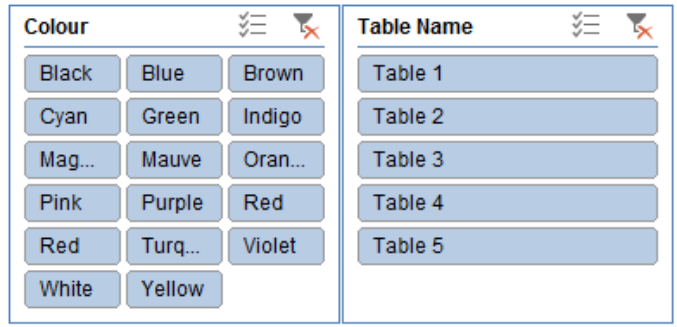 Colour
Black Blue Brown
Cyan Green Indigo
Mag... Mauve Oran...
Pink Purple Red
Red Turq... Violet
White Yellow
Table Name
Table 1
Table 2
Table 3
Table 4
Table 5